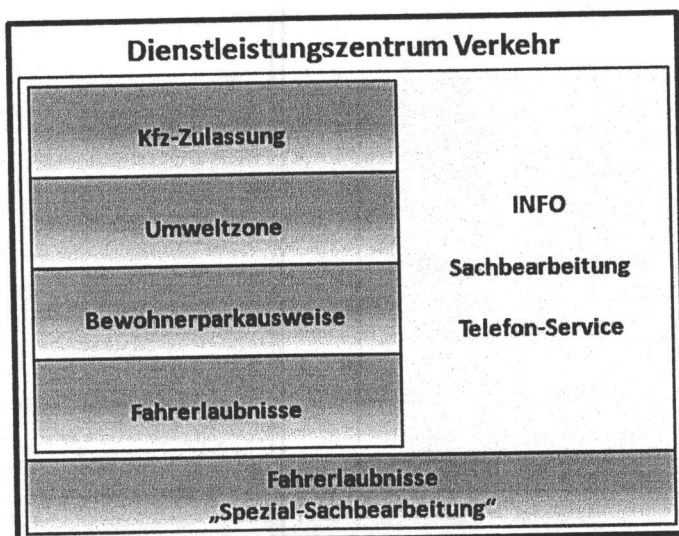 Dienstleistungszentrum Verkehr
Kfz-Zulassung
Umweltzone
Bewohnerparkausweise
Fahrerlaubnisse
INFO
Sachbearbeitung
Telefon-Service
Fahrerlaubnisse
„Spezial-Sachbearbeitung“